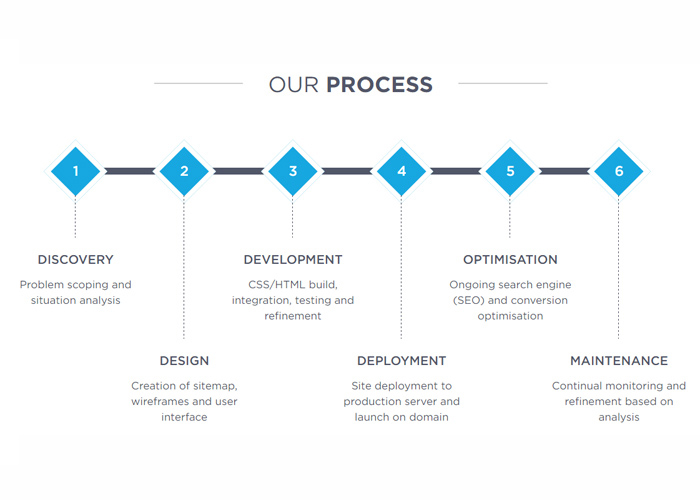 OUR PROCESS
1
2
3
4
5
6
DISCOVERY
Problem scoping and
situation analysis
DEVELOPMENT
CSS/HTML build,
integration, testing and
refinement
OPTIMISATION
Ongoing search engine
(SEO) and conversion
optimisation
DESIGN
Creation of sitemap,
wireframes and user
interface
DEPLOYMENT
Site deployment to
production server and
launch on domain
MAINTENANCE
Continual monitoring and
refinement based on
analysis